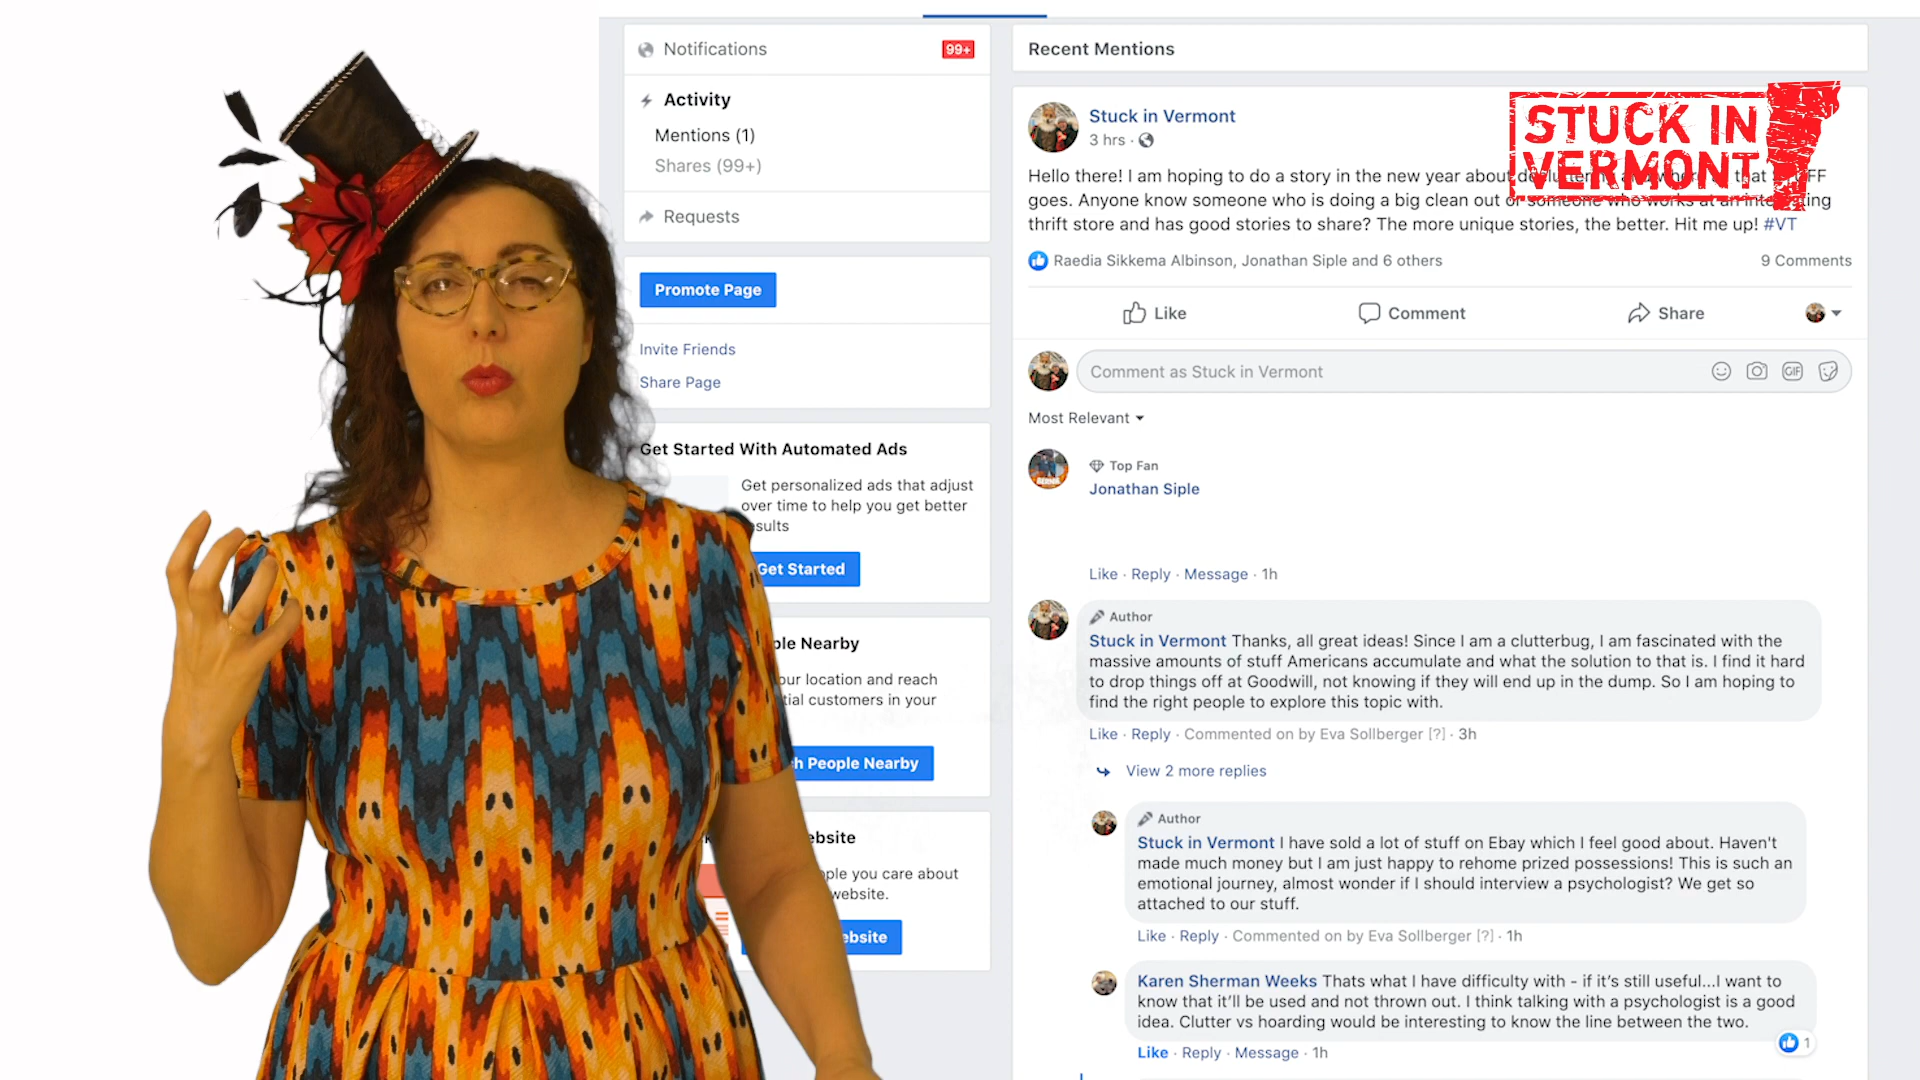 Notifications
99+
Activity
Mentions (1)
Shares (99+)
Requests
Promote Page
Invite Friends
Share Page
Get Started With Automated Ads
Get personalized ads that adjust
over time to help you get better
Get Started
Nearby
location and reach
customers in your
People Nearby
people you care about
website.
Recent Mentions
STUCK IN
VERMONT
Stuck in Vermont
3 hrs ·
Hello there! I am hoping to do a story in the new year about
goes. Anyone know someone who is doing a big clean out or someone who works at an
thrift store and has good stories to share? The more unique stories, the better. Hit me up! #VT
Raedia Sikkema Albinson, Jonathan Siple and 6 others
9 Comments
Like
Comment
Share
Comment as Stuck in Vermont
GIF
Most Relevant
Top Fan
Jonathan Siple
Like · Reply · Message · 1h
Author
Stuck in Vermont Thanks, all great ideas! Since I am a clutterbug, I am fascinated with the
massive amounts of stuff Americans accumulate and what the solution to that is. I find it hard
to drop things off at Goodwill, not knowing if they will end up in the dump. So I am hoping to
find the right people to explore this topic with.
Like · Reply · Commented on by Eva Sollberger [?] · 3h
View 2 more replies
Author
Stuck in Vermont I have sold a lot of stuff on Ebay which I feel good about. Haven't
made much money but I am just happy to rehome prized possessions! This is such an
emotional journey, almost wonder if I should interview a psychologist? We get so
attached to our stuff.
Like · Reply · Commented on by Eva Sollberger [?] · 1h
Karen Sherman Weeks Thats what I have difficulty with - if it's still useful...I want to
know that it'll be used and not thrown out. I think talking with a psychologist is a good
idea. Clutter vs hoarding would be interesting to know the line between the two.
1
Like · Reply · Message · 1h